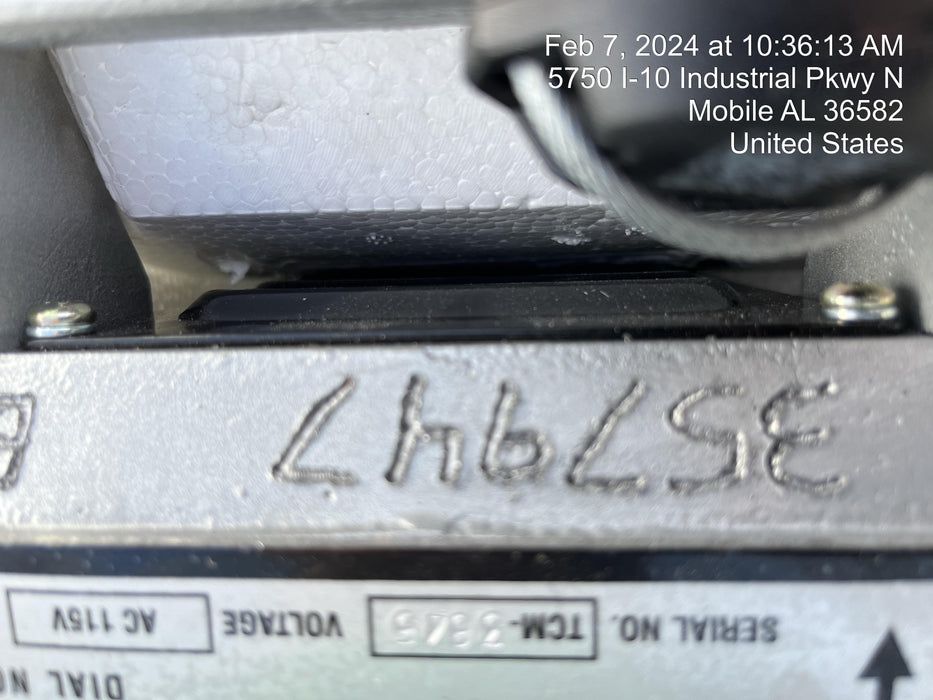 Feb 7, 2024 at 10:36:13 AM
5750 I-10 Industrial Pkwy N
Mobile AL 36582
United States
357947
SERIAL NO. TCM- VOLTAGE AC 115V
DIAL